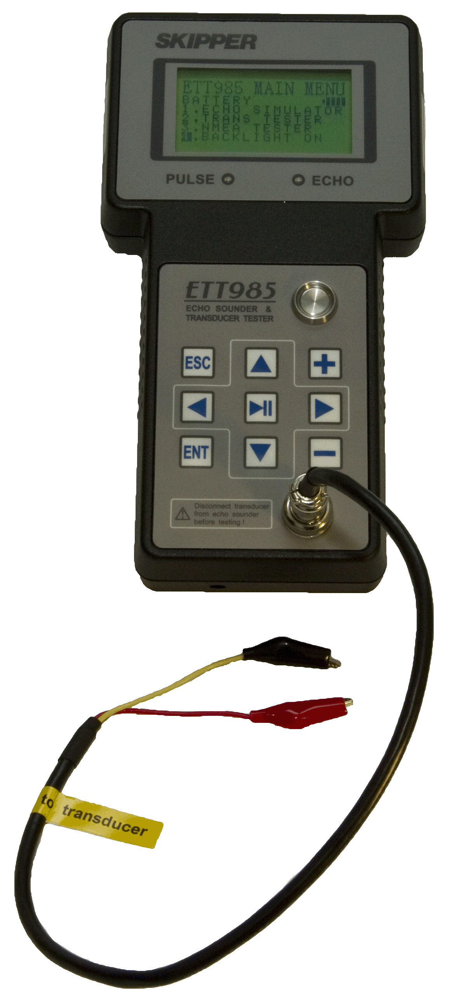 SKIPPER
ETT985 MAIN MENU
BATTERY
1.ECHO SIMULATOR
2.TRANS TESTER
3.NMEA TESTER
4.BACKLIGHT ON
PULSE ECHO
ETT985
ECHO SOUNDER &
TRANSDUCER TESTER
ESC
ENT
Disconnect transducer
from echo sounder
before testing !
to transducer